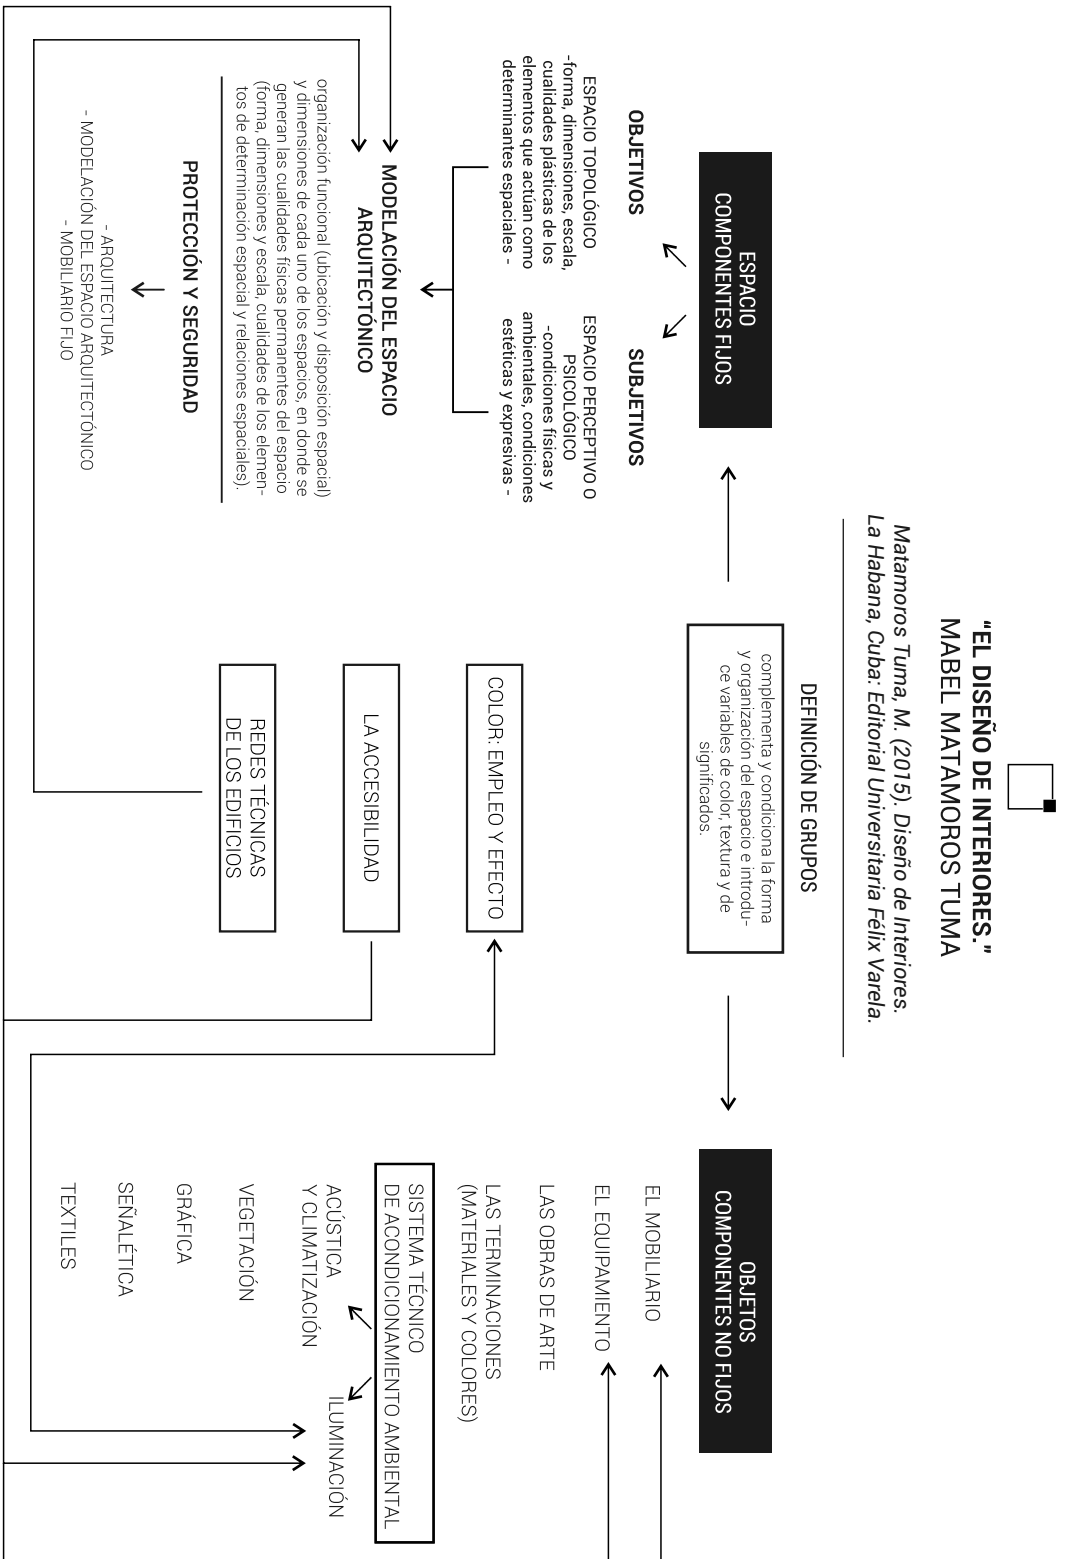 “EL DISEÑO DE INTERIORES.”
MABEL MATAMOROS TUMA
Matamoros Tuma, M. (2015). Diseño de Interiores.
La Habana, Cuba: Editorial Universitaria Félix Varela.
DEFINICIÓN DE GRUPOS
complementa y condiciona la forma
y organización del espacio e introdu-
ce variables de color, textura y de
significados.
ESPACIO
COMPONENTES FIJOS
OBJETIVOS
ESPACIO TOPOLÓGICO
-forma, dimensiones, escala,
cualidades plásticas de los
elementos que actúan como
determinantes espaciales -
SUBJETIVOS
ESPACIO PERCEPTIVO O
PSICOLÓGICO
-condiciones físicas y
ambientales, condiciones
estéticas y expresivas -
MODELACIÓN DEL ESPACIO
ARQUITECTÓNICO
organización funcional (ubicación y disposición espacial)
y dimensiones de cada uno de los espacios, en donde se
generan las cualidades físicas permanentes del espacio
(forma, dimensiones y escala, cualidades de los elemen-
tos de determinación espacial y relaciones espaciales).
PROTECCIÓN Y SEGURIDAD
- ARQUITECTURA
- MODELACIÓN DEL ESPACIO ARQUITECTÓNICO
- MOBILIARIO FIJO
COLOR: EMPLEO Y EFECTO
LA ACCESIBILIDAD
REDES TÉCNICAS
DE LOS EDIFICIOS
OBJETOS
COMPONENTES NO FIJOS
EL MOBILIARIO
EL EQUIPAMIENTO
LAS OBRAS DE ARTE
LAS TERMINACIONES
(MATERIALES Y COLORES)
SISTEMA TÉCNICO
DE ACONDICIONAMIENTO AMBIENTAL
ACÚSTICA
Y CLIMATIZACIÓN
ILUMINACIÓN
VEGETACIÓN
GRÁFICA
SEÑALÉTICA
TEXTILES